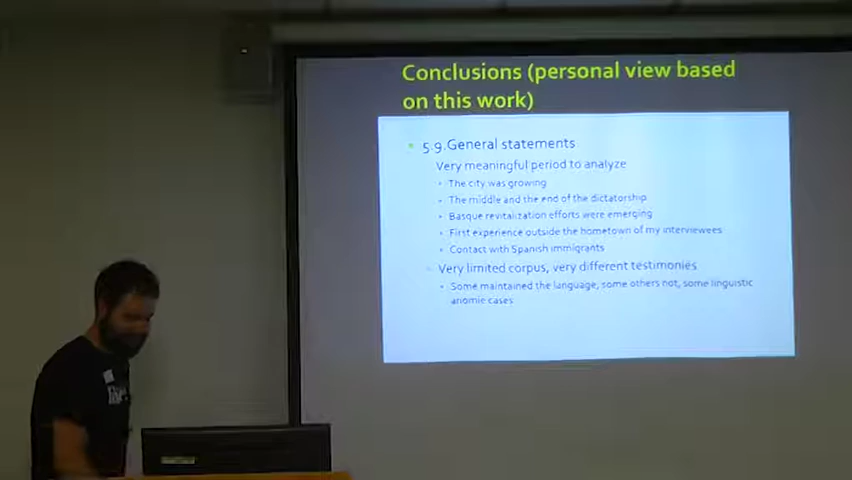 Conclusions (personal view based
on this work)
5.9.General statements
Very meaningful period to analyze
The city was growing
The middle and the end of the dictatorship
Basque revitalization efforts were emerging
First experience outside the hometown of my interviewees
Contact with Spanish immigrants
Very limited corpus, very different testimonies
Some maintained the language, some others not, some linguistic
anomie cases